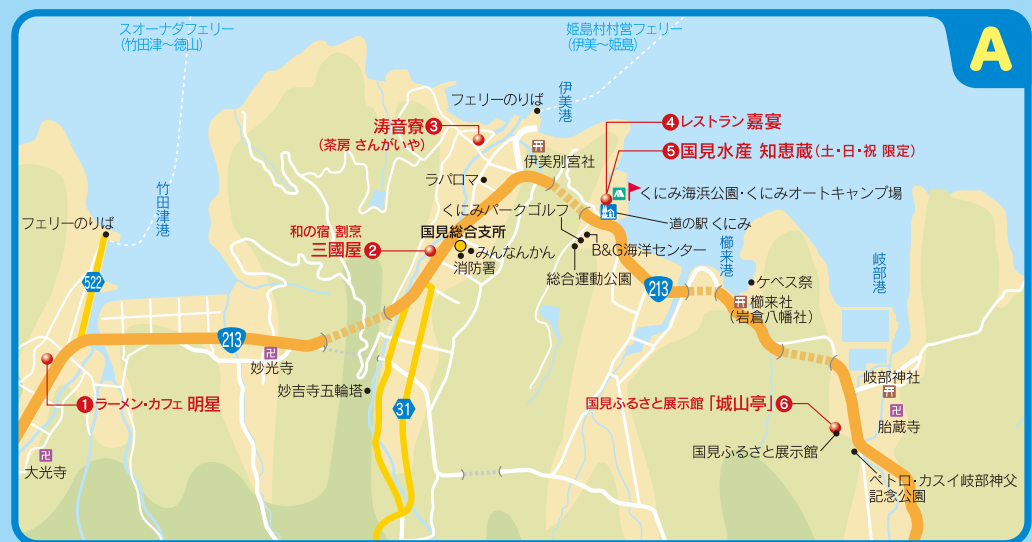 スオーナダフェリー
(竹田津～徳山)
姫島村村営フェリー
(伊美～姫島)
A
フェリーのりば
伊美港
涛音寮 3
(茶房 さんがいや)
4 レストラン 嘉宴
5 国見水産 知恵蔵(土・日・祝 限定)
伊美別宮社
ラパロマ
くにみ海浜公園・くにみオートキャンプ場
竹田津港
フェリーのりば
くにみパークゴルフ
道の駅 くにみ
和の宿 割烹
三國屋 2
国見総合支所
みんなんかん
消防署
B&G海洋センター
総合運動公園
櫛来港
岐部港
522
213
ケベス祭
櫛来社
(岩倉八幡社)
213
妙光寺
妙吉寺五輪塔
岐部神社
1 ラーメン・カフェ 明星
31
国見ふるさと展示館「城山亭」6
胎蔵寺
大光寺
国見ふるさと展示館
ペトロ・カスイ岐部神父
記念公園